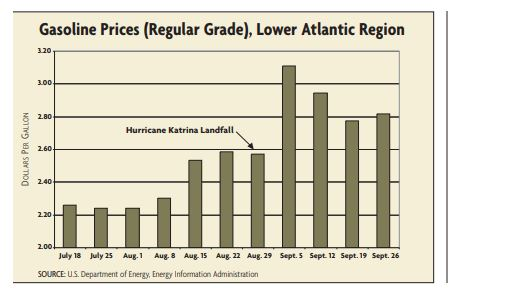 Gasoline Prices (Regular Grade), Lower Atlantic Region
3.20
3.00
2.80
2.60
2.40
2.20
2.00
DOLLARS PER GALLON
Hurricane Katrina Landfall
July 18 July 25 Aug. 1 Aug. 8 Aug. 15 Aug. 22 Aug. 29 Sept. 5 Sept. 12 Sept. 19 Sept. 26
SOURCE: U.S. Department of Energy, Energy Information Administration